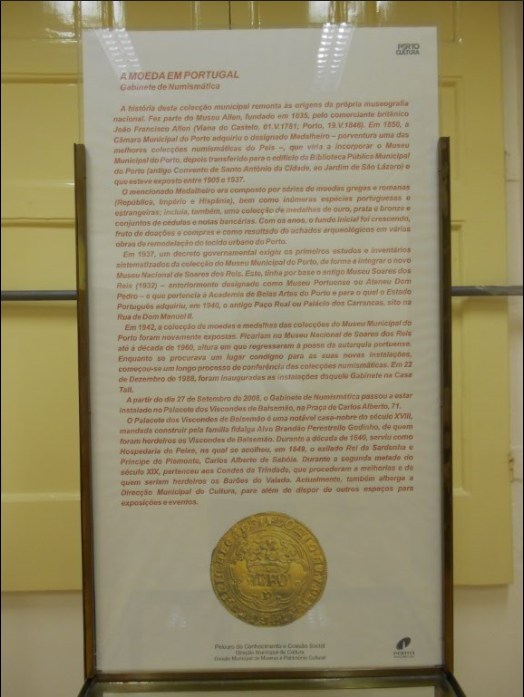 PORTO
CULTURA
A MOEDA EM PORTUGAL
Gabinete de Numismática
A história desta colecção municipal remonta às origens da própria museografia
nacional. Fez parte do Museu Allen, fundado em 1836, pelo comerciante britânico
João Francisco Allen (Viana do Castelo, 01.V.1781; Porto, 19.V.1848). Em 1850, a
Câmara Municipal do Porto adquiriu o designado Medalheiro – porventura uma das
melhores colecções numismáticas do País –, que viria a incorporar o Museu
Municipal do Porto, depois transferido para o edifício da Biblioteca Pública Municipal
do Porto (antigo Convento de Santo António da Cidade, ao Jardim de São Lázaro) e
que esteve exposto entre 1905 e 1937.
O mencionado Medalheiro era composto por séries de moedas gregas e romanas
(República, Império e Hispânia), bem como inúmeras espécies portuguesas e
estrangeiras; incluía, também, uma colecção de medalhas de ouro, prata e bronze e
conjuntos de cédulas e notas bancárias. Com os anos, o fundo inicial foi crescendo,
fruto de doações e compras e como resultado de achados arqueológicos em várias
obras de remodelação do tecido urbano do Porto.
Em 1937, um decreto governamental exigiu os primeiros estudos e inventários
sistematizados da colecção do Museu Municipal do Porto, de forma a integrar o novo
Museu Nacional de Soares dos Reis. Este, tinha por base o antigo Museu Soares dos
Reis (1932) – anteriormente designado como Museu Portuense ou Ateneu Dom
Pedro – o que pertencia à Academia de Belas Artes do Porto e para o qual o Estado
Português adquiriu, em 1940, o antigo Paço Real ou Palácio dos Carrancas, sito na
Rua de Dom Manuel II.
Em 1942, a colecção de moedas e medalhas das colecções do Museu Municipal do
Porto foram novamente expostas. Ficariam no Museu Nacional de Soares dos Reis
até à década de 1960, altura em que regressaram à posse da autarquia portuense.
Enquanto se procurava um lugar condigno para as suas novas instalações,
começou-se um longo processo de conferência das colecções numismáticas. Em 22
de Dezembro de 1988, foram inauguradas as instalações daquele Gabinete na Casa
Tait.
A partir do dia 27 de Setembro de 2008, o Gabinete de Numismática passou a estar
instalado no Palacete dos Viscondes de Balsemão, na Praça de Carlos Alberto, 71.
O Palacete dos Viscondes de Balsemão é uma notável casa-nobre do século XVIII,
mandada construir pela família fidalga Alvo Brandão Perestrello Godinho, de quem
foram herdeiros os Viscondes de Balsemão. Durante a década de 1840, serviu como
Hospedaria do Peixe, na qual se acolheu, em 1849, o exilado Rei da Sardenha e
Príncipe do Piemonte, Carlos Alberto de Sabóia. Durante a segunda metade do
século XIX, pertenceu aos Condes da Trindade, que procederam a melhorias e de
quem seriam herdeiros os Barões do Valado. Actualmente, também alberga a
Direcção Municipal de Cultura, para além de dispor de outros espaços para
exposições e eventos.
Pelouro do Conhecimento e Coesão Social
Direcção Municipal de Cultura
Divisão Municipal de Museus e Património Cultural